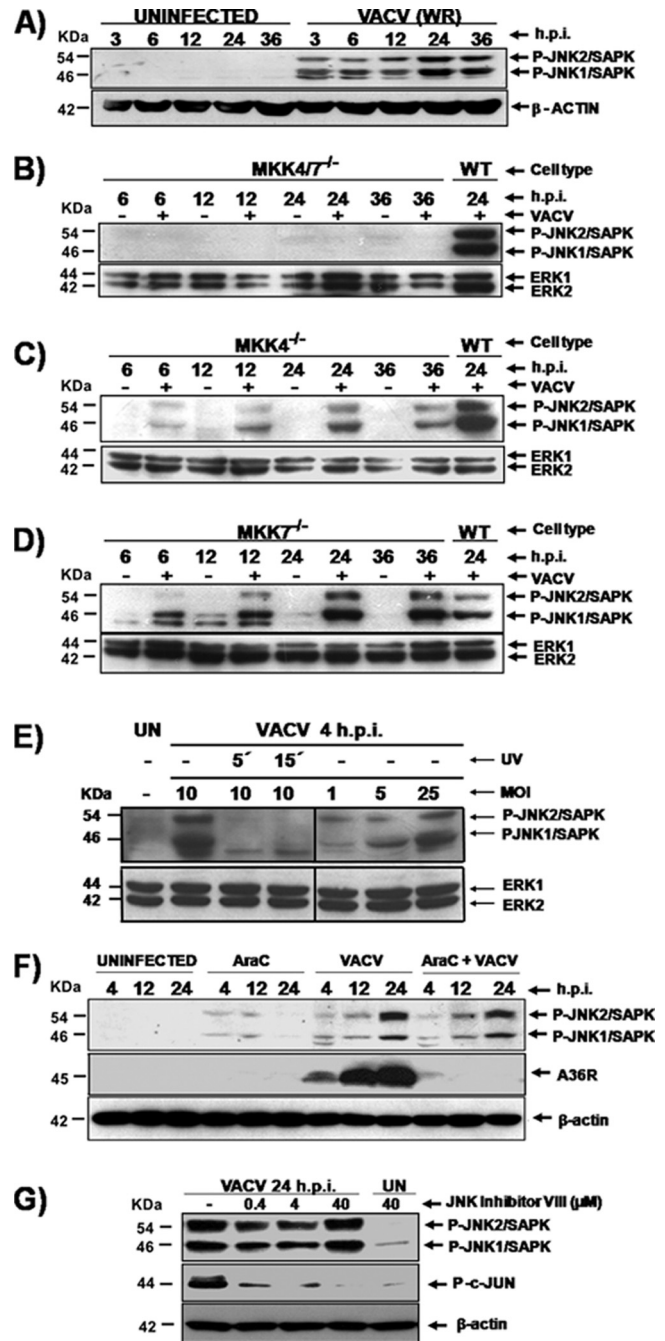 A)
UNINFECTED VACV (WR)
KDa 3 6 12 24 36 3 6 12 24 36 h.p.i.
54 P-JNK2/SAPK
46 P-JNK1/SAPK
42 β-ACTIN
B)
MKK4/7-/- WT Cell type
6 6 12 12 24 24 36 36 24 h.p.i.
KDa - + - + - + - + + VACV
54 P-JNK2/SAPK
46 P-JNK1/SAPK
44 ERK1
42 ERK2
C)
MKK4-/- WT Cell type
6 6 12 12 24 24 36 36 24 h.p.i.
KDa - + - + - + - + + VACV
54 P-JNK2/SAPK
46 P-JNK1/SAPK
44 ERK1
42 ERK2
D)
MKK7-/- WT Cell type
6 6 12 12 24 24 36 36 24 h.p.i.
KDa - + - + - + - + + VACV
54 P-JNK2/SAPK
46 P-JNK1/SAPK
44 ERK1
42 ERK2
E)
UN VACV 4 h.p.i.
- - 5´ 15´ - - - UV
KDa - 10 10 10 1 5 25 MOI
54 P-JNK2/SAPK
46 PJNK1/SAPK
44 ERK1
42 ERK2
F)
UNINFECTED AraC VACV AraC + VACV
KDa 4 12 24 4 12 24 4 12 24 4 12 24 h.p.i.
54 P-JNK2/SAPK
46 P-JNK1/SAPK
45 A36R
42 β-actin
G)
VACV 24 h.p.i. UN
KDa - 0.4 4 40 40 JNK Inhibitor VIII (µM)
54 P-JNK2/SAPK
46 P-JNK1/SAPK
44 P-c-JUN
42 β-actin